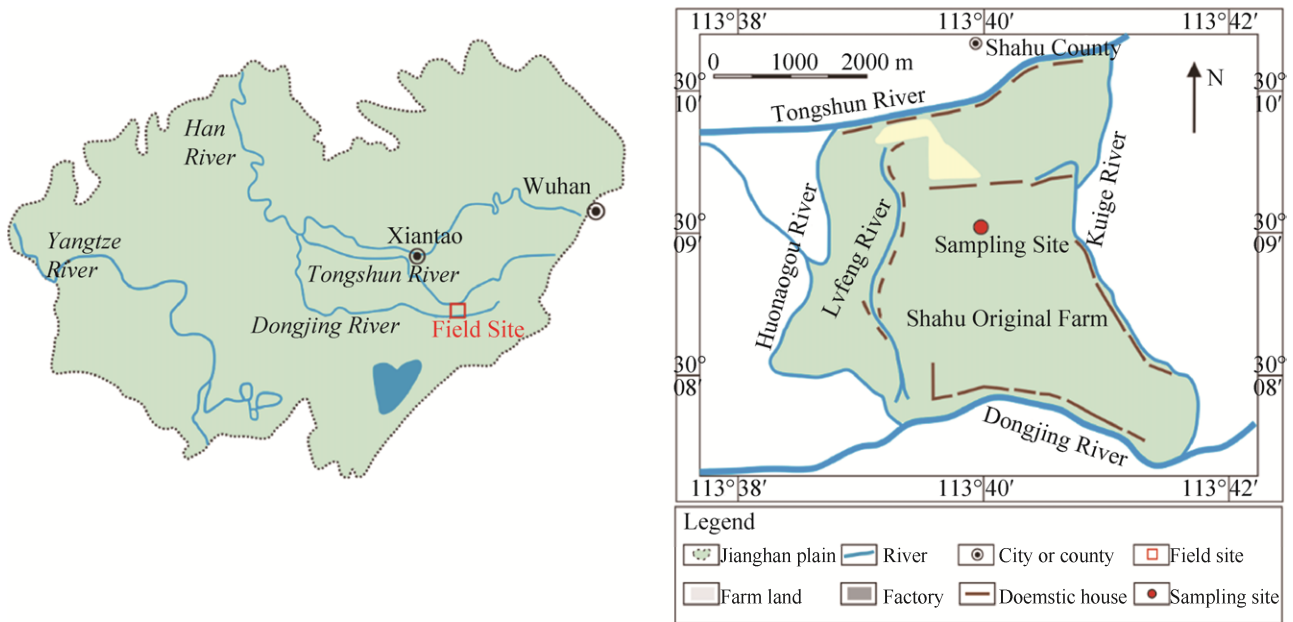 Han
River
Wuhan
Yangtze
River
Xiantao
Tongshun River
Dongjing River
Field Site
113°38′ 113°40′ 113°42′
Shahu County
0 1000 2000 m
N
30°
10′
30°
10′
Tongshun River
Huonaogou River
Lvfeng River
Kuige River
30°
09′
30°
09′
Sampling Site
Shahu Original Farm
30°
08′
30°
08′
Dongjing River
113°38′ 113°40′ 113°42′
Legend
Jianghan plain River City or county Field site
Farm land Factory Doemstic house Sampling site